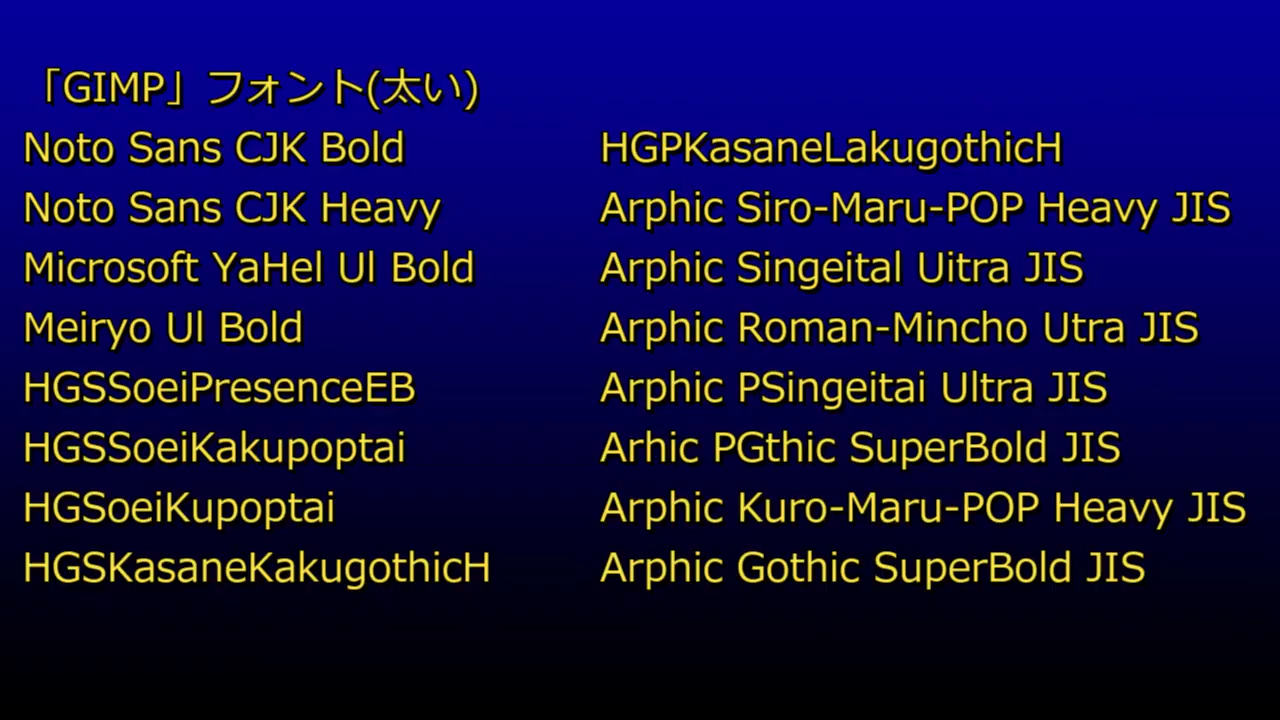 「GIMP」フォント(太い)
Noto Sans CJK Bold
Noto Sans CJK Heavy
Microsoft YaHel Ul Bold
Meiryo Ul Bold
HGSSoeiPresenceEB
HGSSoeiKakupoptai
HGSoeiKupoptai
HGSKasaneKakugothicH
HGPKasaneLakugothicH
Arphic Siro-Maru-POP Heavy JIS
Arphic Singeital Uitra JIS
Arphic Roman-Mincho Utra JIS
Arphic PSingeitai Ultra JIS
Arhic PGthic SuperBold JIS
Arphic Kuro-Maru-POP Heavy JIS
Arphic Gothic SuperBold JIS